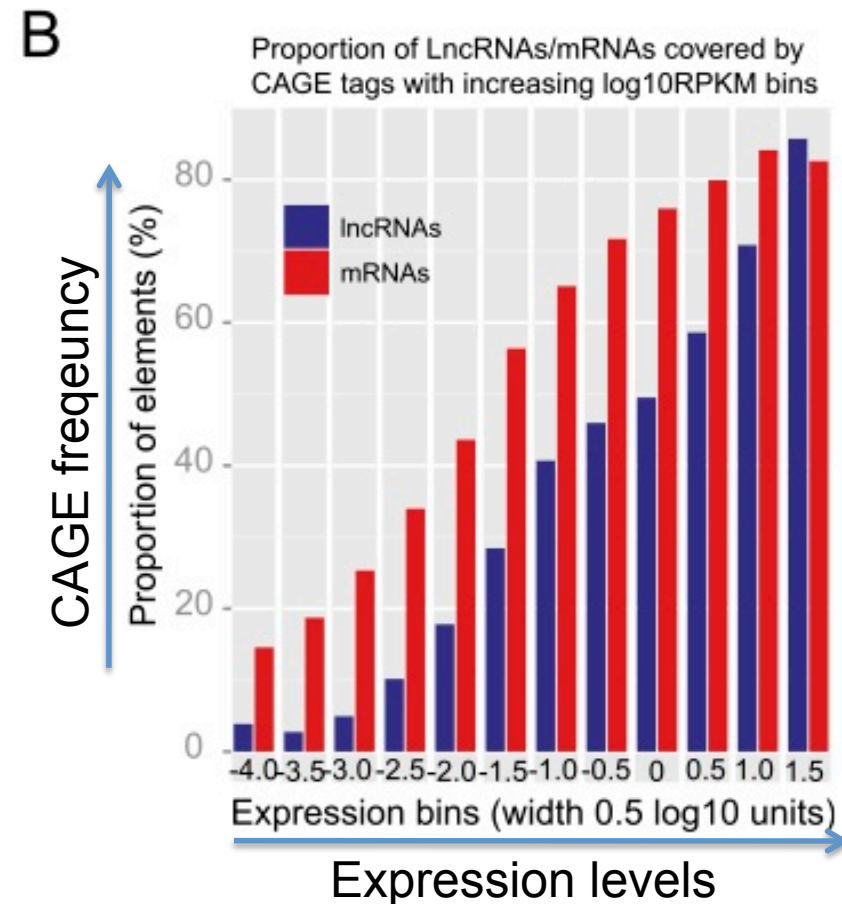 B
Proportion of LncRNAs/mRNAs covered by
CAGE tags with increasing log10RPKM bins
CAGE freqeuncy
Proportion of elements (%)
80
60
40
20
0
lncRNAs
mRNAs
-4.0 -3.5 -3.0 -2.5 -2.0 -1.5 -1.0 -0.5 0 0.5 1.0 1.5
Expression bins (width 0.5 log10 units)
Expression levels